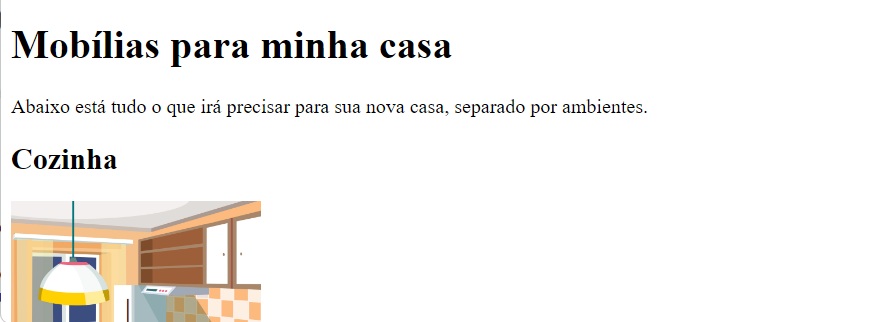 Mobílias para minha casa
Abaixo está tudo o que irá precisar para sua nova casa, separado por ambientes.
Cozinha